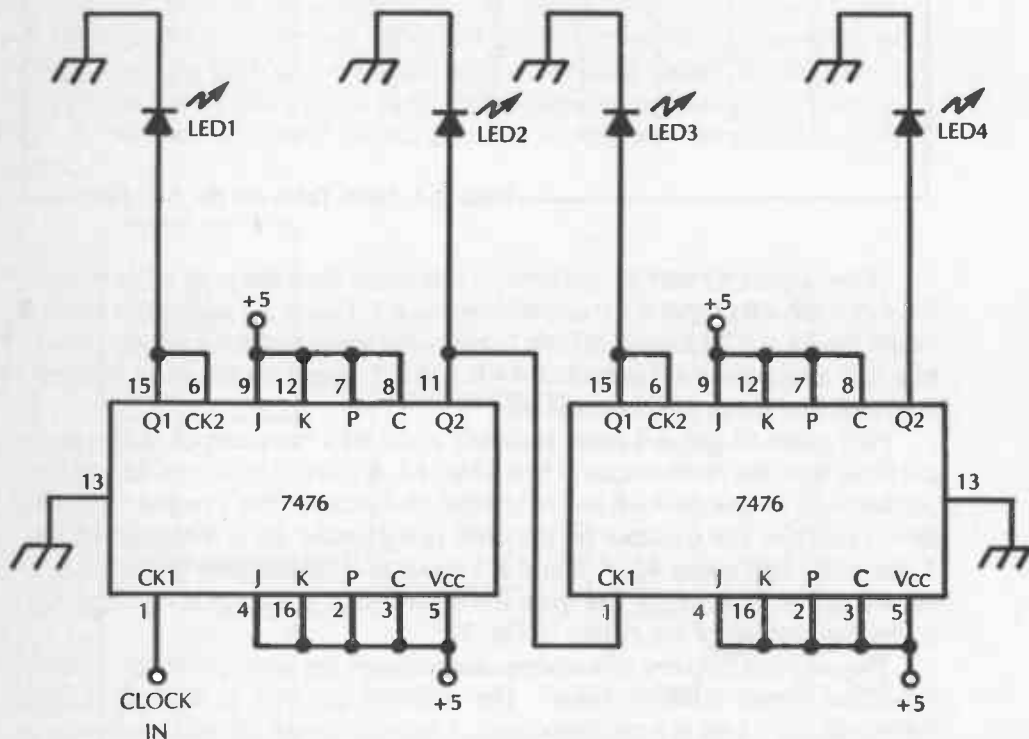 LED1 LED2 LED3 LED4
+5 +5
15 6 9 12 7 8 11 15 6 9 12 7 8
Q1 CK2 J K P C Q2 Q1 CK2 J K P C Q2
13 7476 7476 13
CK1 J K P C VCC CK1 J K P C VCC
1 4 16 2 3 5 1 4 16 2 3 5
CLOCK +5 +5
IN